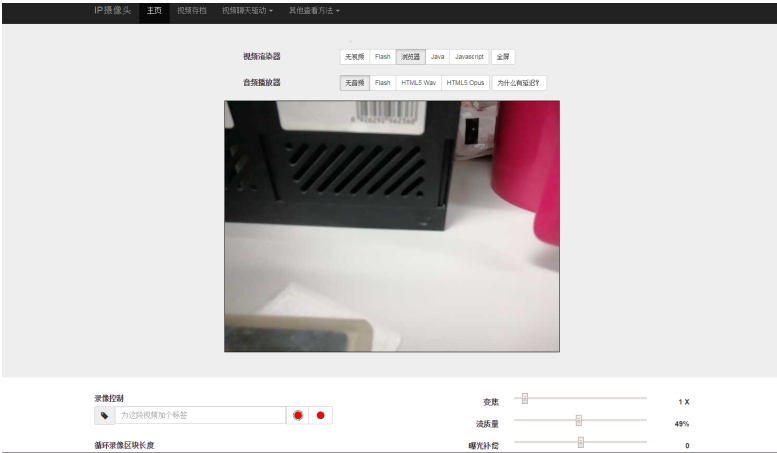 IP摄像头 主页 视频存档 视频聊天驱动 其他查看方法
视频渲染器 无视频 Flash 浏览器 Java Javascript 全屏
音频播放器 无音频 Flash HTML5 Wav HTML5 Opus 为什么有延迟?
录像控制
为这段视频加个标签
循环录像区块长度
变焦 1 X
流质量 49%
曝光补偿 0